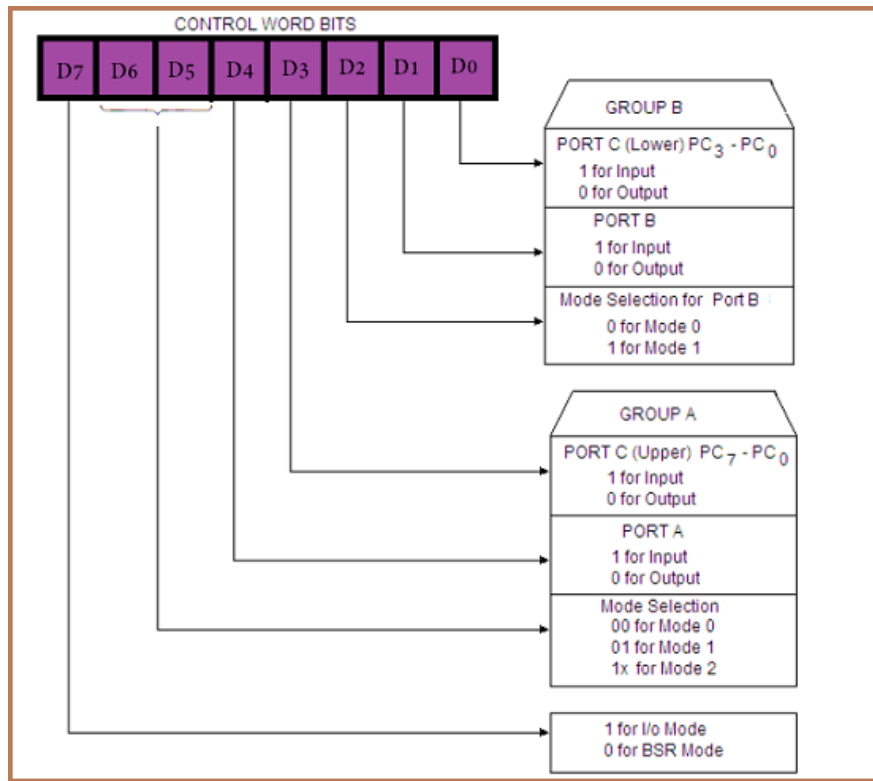 CONTROL WORD BITS
D7 D6 D5 D4 D3 D2 D1 D0
GROUP B
PORT C (Lower) PC3 - PC0
1 for Input
0 for Output
PORT B
1 for Input
0 for Output
Mode Selection for Port B :
0 for Mode 0
1 for Mode 1
GROUP A
PORT C (Upper) PC7 - PC0
1 for Input
0 for Output
PORT A
1 for Input
0 for Output
Mode Selection
00 for Mode 0
01 for Mode 1
1x for Mode 2
1 for I/o Mode
0 for BSR Mode